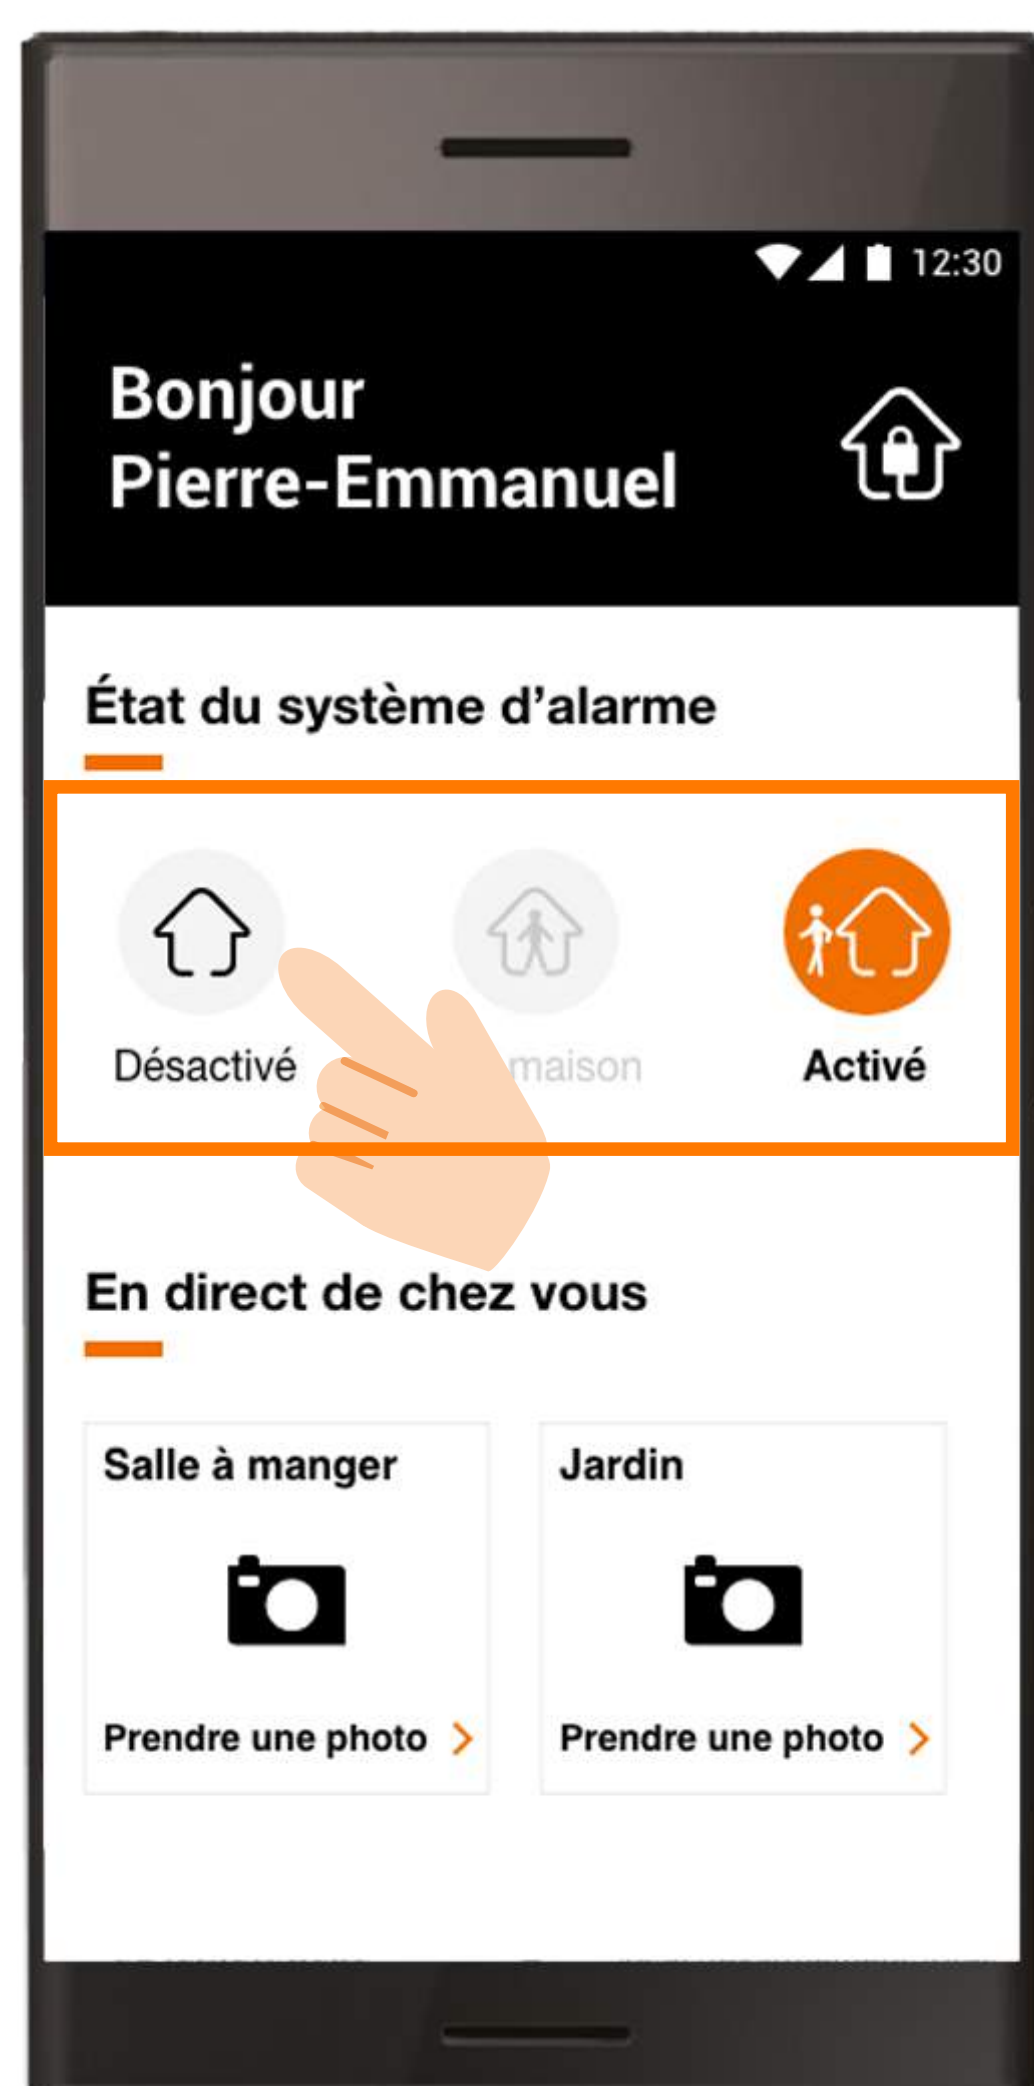 12:30
Bonjour
Pierre-Emmanuel
État du système d’alarme
Désactivé
maison
Activé
En direct de chez vous
Salle à manger
Jardin
Prendre une photo
Prendre une photo